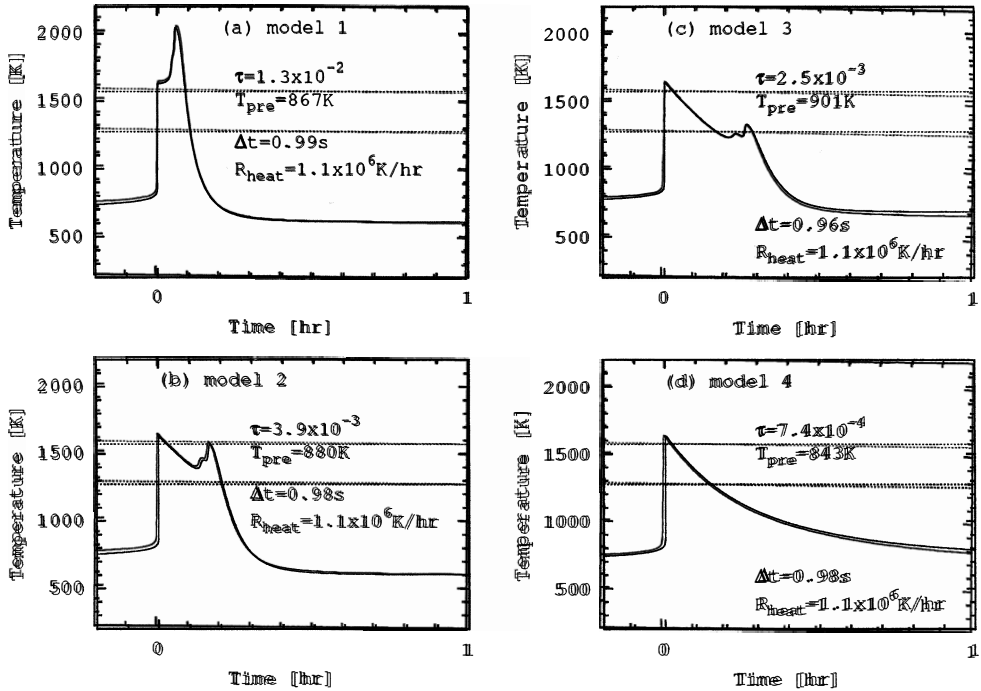 (a) model 1
τ=1.3x10⁻²
T_pre=867K
Δt=0.99s
R_heat=1.1x10⁶K/hr
2000
1500
1000
500
Temperature [K]
0
1
Time [hr]
(c) model 3
τ=2.5x10⁻³
T_pre=901K
Δt=0.96s
R_heat=1.1x10⁶K/hr
2000
1500
1000
500
Temperature [K]
0
1
Time [hr]
(b) model 2
τ=3.9x10⁻³
T_pre=880K
Δt=0.98s
R_heat=1.1x10⁶K/hr
2000
1500
1000
500
Temperature [K]
0
1
Time [hr]
(d) model 4
τ=7.4x10⁻⁴
T_pre=843K
Δt=0.98s
R_heat=1.1x10⁶K/hr
2000
1500
1000
500
Temperature [K]
0
1
Time [hr]